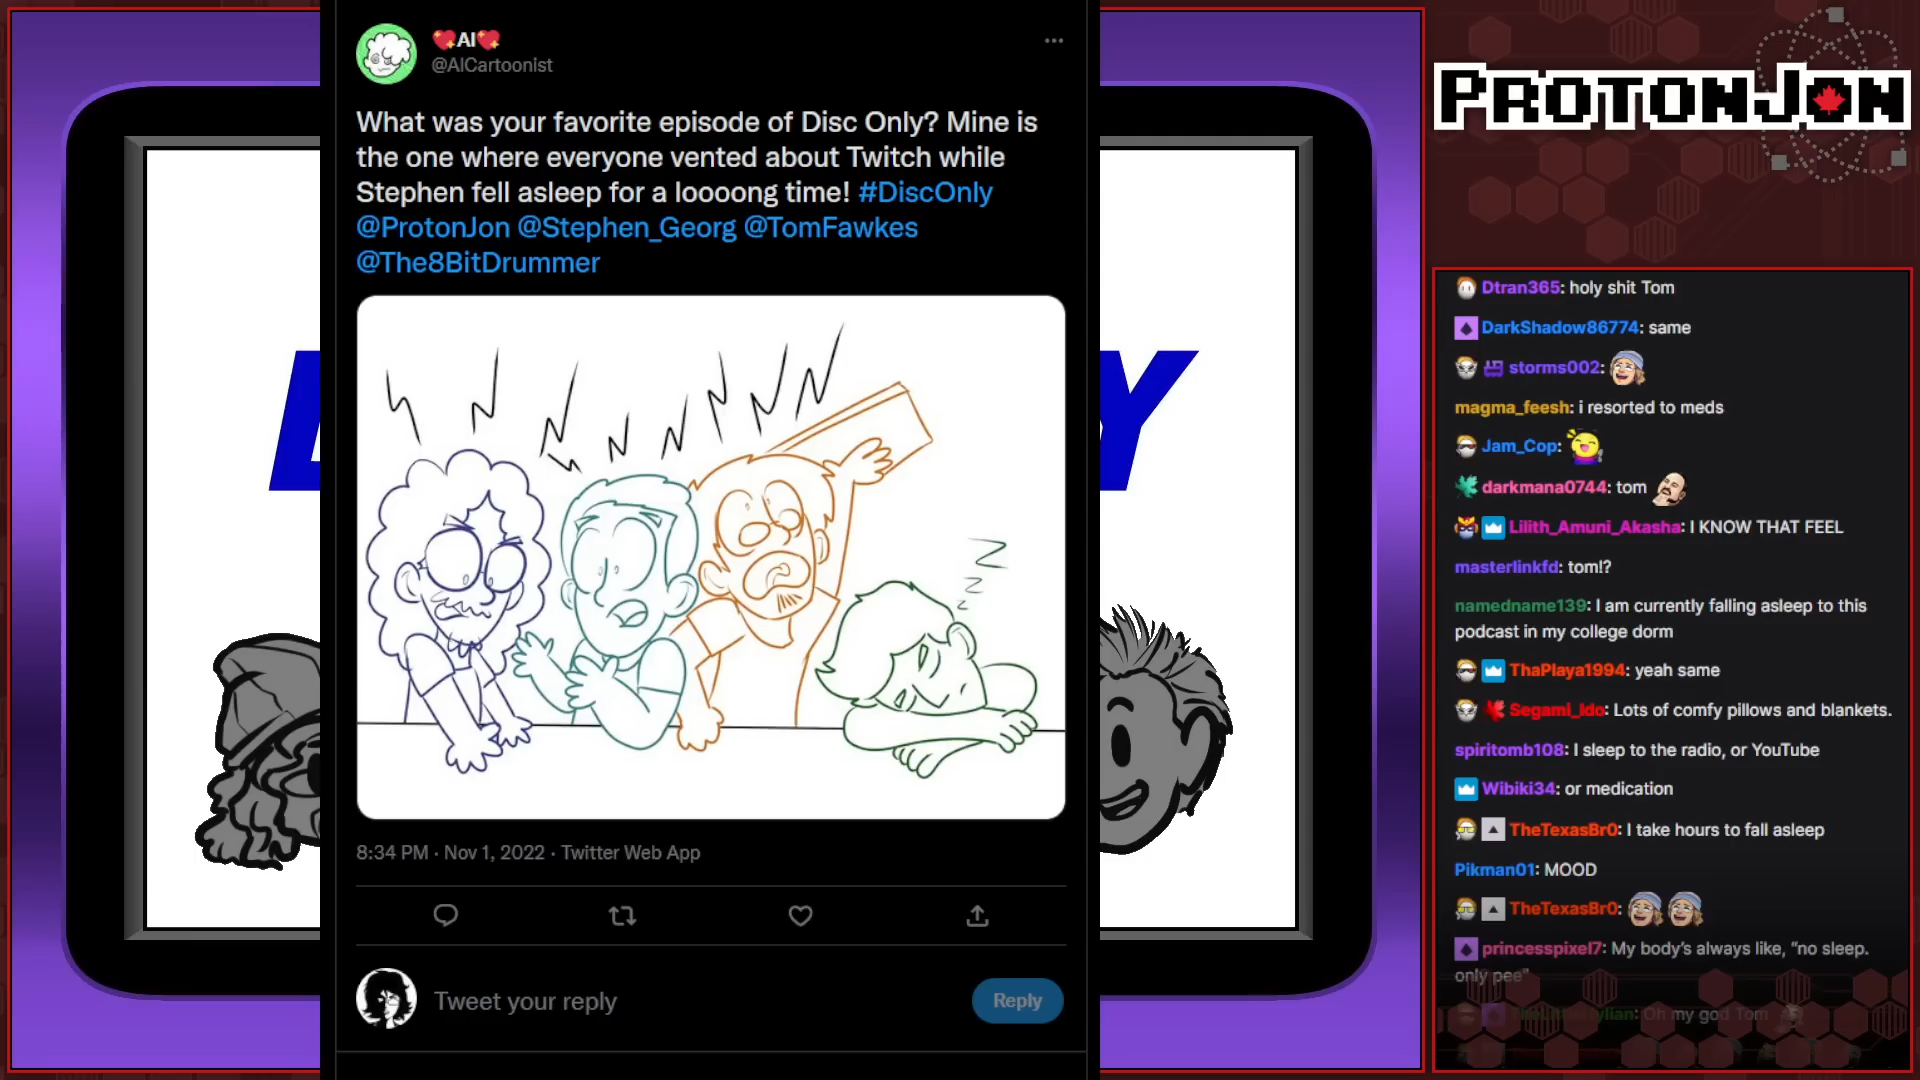 💖AI💖
@AICartoonist
What was your favorite episode of Disc Only? Mine is
the one where everyone vented about Twitch while
Stephen fell asleep for a loooong time! #DiscOnly
@ProtonJon @Stephen_Georg @TomFawkes
@The8BitDrummer
8:34 PM · Nov 1, 2022 · Twitter Web App
Tweet your reply
Reply
Y
PROTONJON
Dtran365: holy shit Tom
DarkShadow86774: same
storms002:
magma_feesh: i resorted to meds
Jam_Cop:
darkmana0744: tom
Lilith_Amuni_Akasha: I KNOW THAT FEEL
masterlinkfd: tom!?
namedname139: I am currently falling asleep to this
podcast in my college dorm
ThaPlaya1994: yeah same
Segami_Ido: Lots of comfy pillows and blankets.
spiritomb108: I sleep to the radio, or YouTube
Wibiki34: or medication
TheTexasBr0: I take hours to fall asleep
Pikman01: MOOD
TheTexasBr0:
princesspixel7: My body's always like, "no sleep.
only pee"
Oh my god Tom